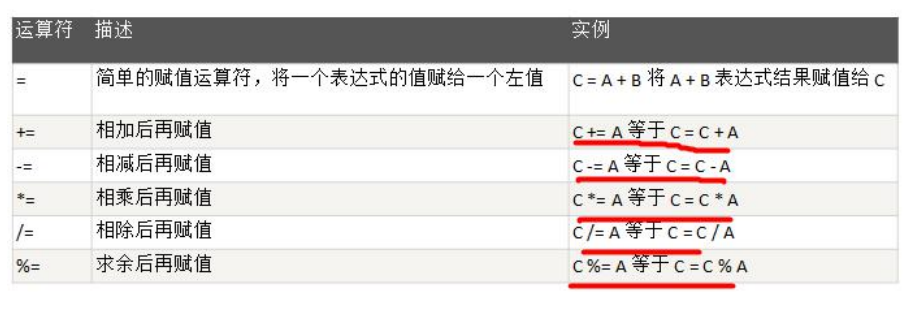 运算符 描述 实例
= 简单的赋值运算符，将一个表达式的值赋给一个左值 C = A + B 将 A + B 表达式结果赋值给 C
+= 相加后再赋值 C += A 等于 C = C + A
-= 相减后再赋值 C -= A 等于 C = C - A
*= 相乘后再赋值 C *= A 等于 C = C * A
/= 相除后再赋值 C /= A 等于 C = C / A
%= 求余后再赋值 C %= A 等于 C = C % A